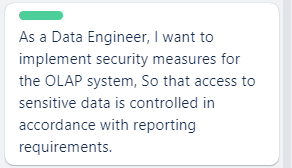 As a Data Engineer, I want to
implement security measures for
the OLAP system, So that access to
sensitive data is controlled in
accordance with reporting
requirements.